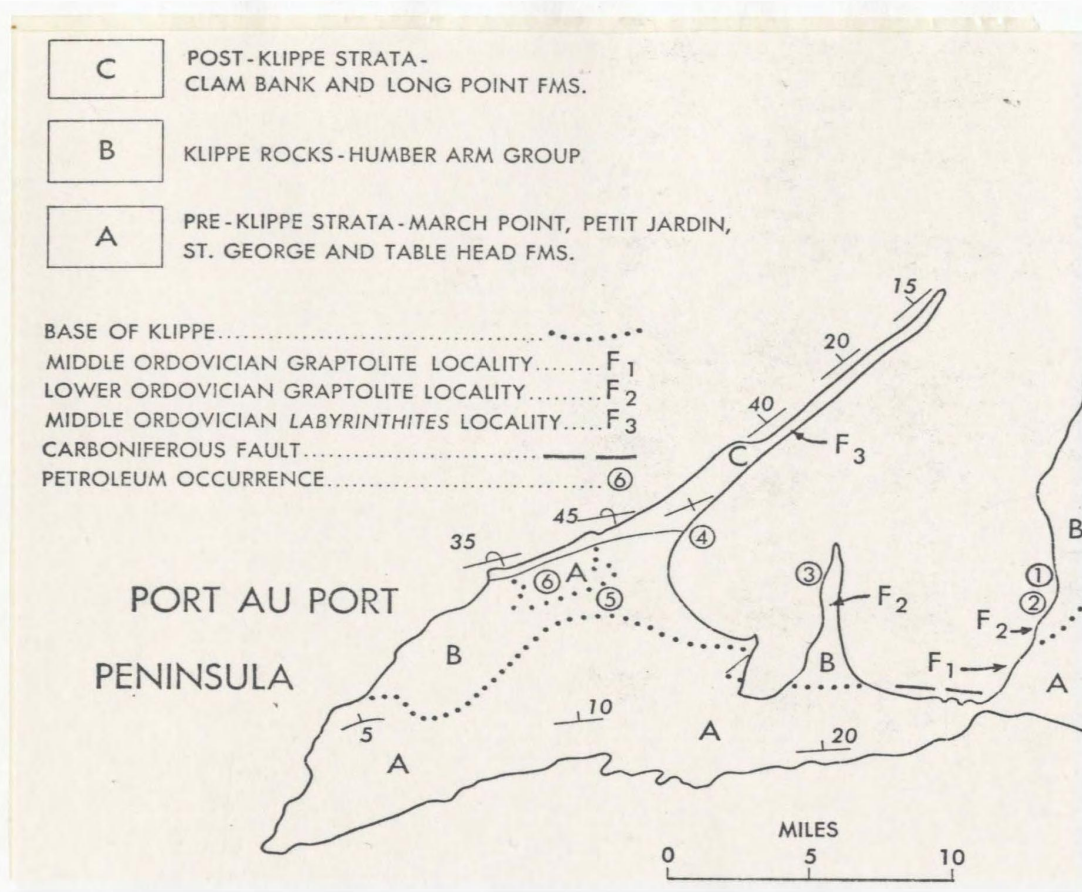 C
POST-KLIPPE STRATA-
CLAM BANK AND LONG POINT FMS.
B
KLIPPE ROCKS-HUMBER ARM GROUP
A
PRE-KLIPPE STRATA-MARCH POINT, PETIT JARDIN,
ST. GEORGE AND TABLE HEAD FMS.
BASE OF KLIPPE
MIDDLE ORDOVICIAN GRAPTOLITE LOCALITY........F1
LOWER ORDOVICIAN GRAPTOLITE LOCALITY.........F2
MIDDLE ORDOVICIAN LABYRINTHITES LOCALITY.....F3
CARBONIFEROUS FAULT
PETROLEUM OCCURRENCE 6
15
20
40
C
F3
45
35
4
6
A
5
3
F2
1
2
B
F2
F1
PORT AU PORT
PENINSULA
B
B
A
5
10
A
20
A
MILES
0 5 10